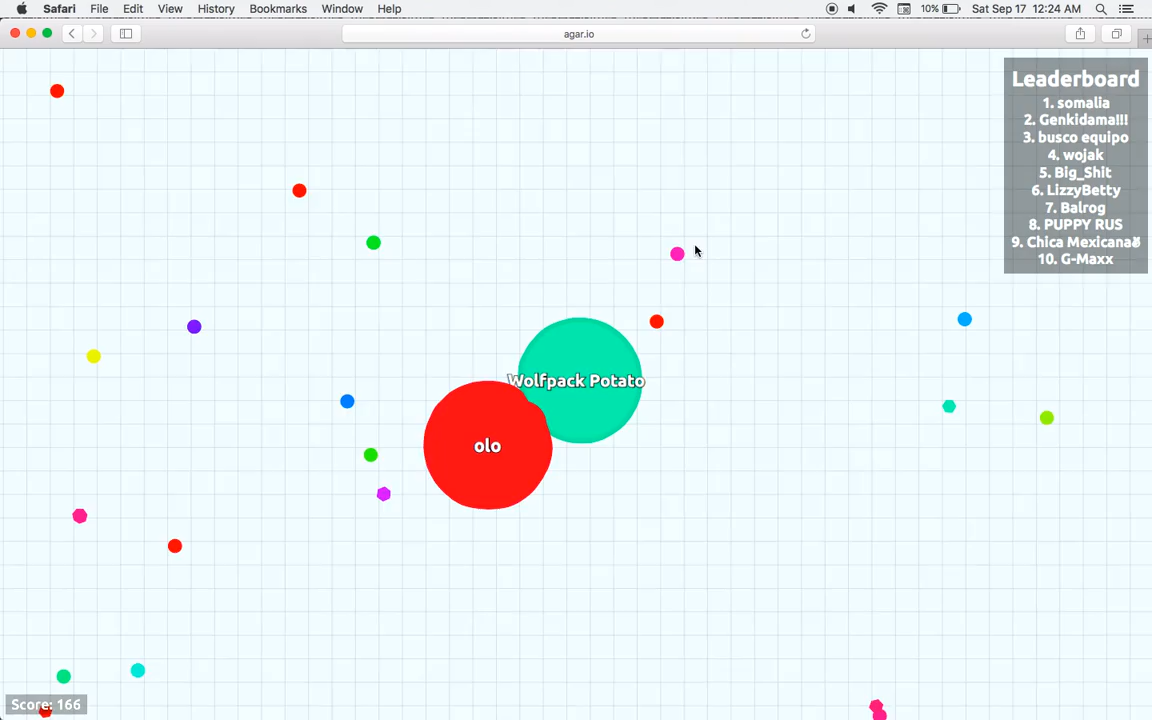 Safari File Edit View History Bookmarks Window Help 10% Sat Sep 17 12:24 AM
agar.io
Leaderboard
1. somalia
2. Genkidama!!!
3. busco equipo
4. wojak
5. Big_Shit
6. LizzyBetty
7. Balrog
8. PUPPY RUS
9. Chica Mexicana
10. G-Maxx
Wolfpack Potato
olo
Score: 166